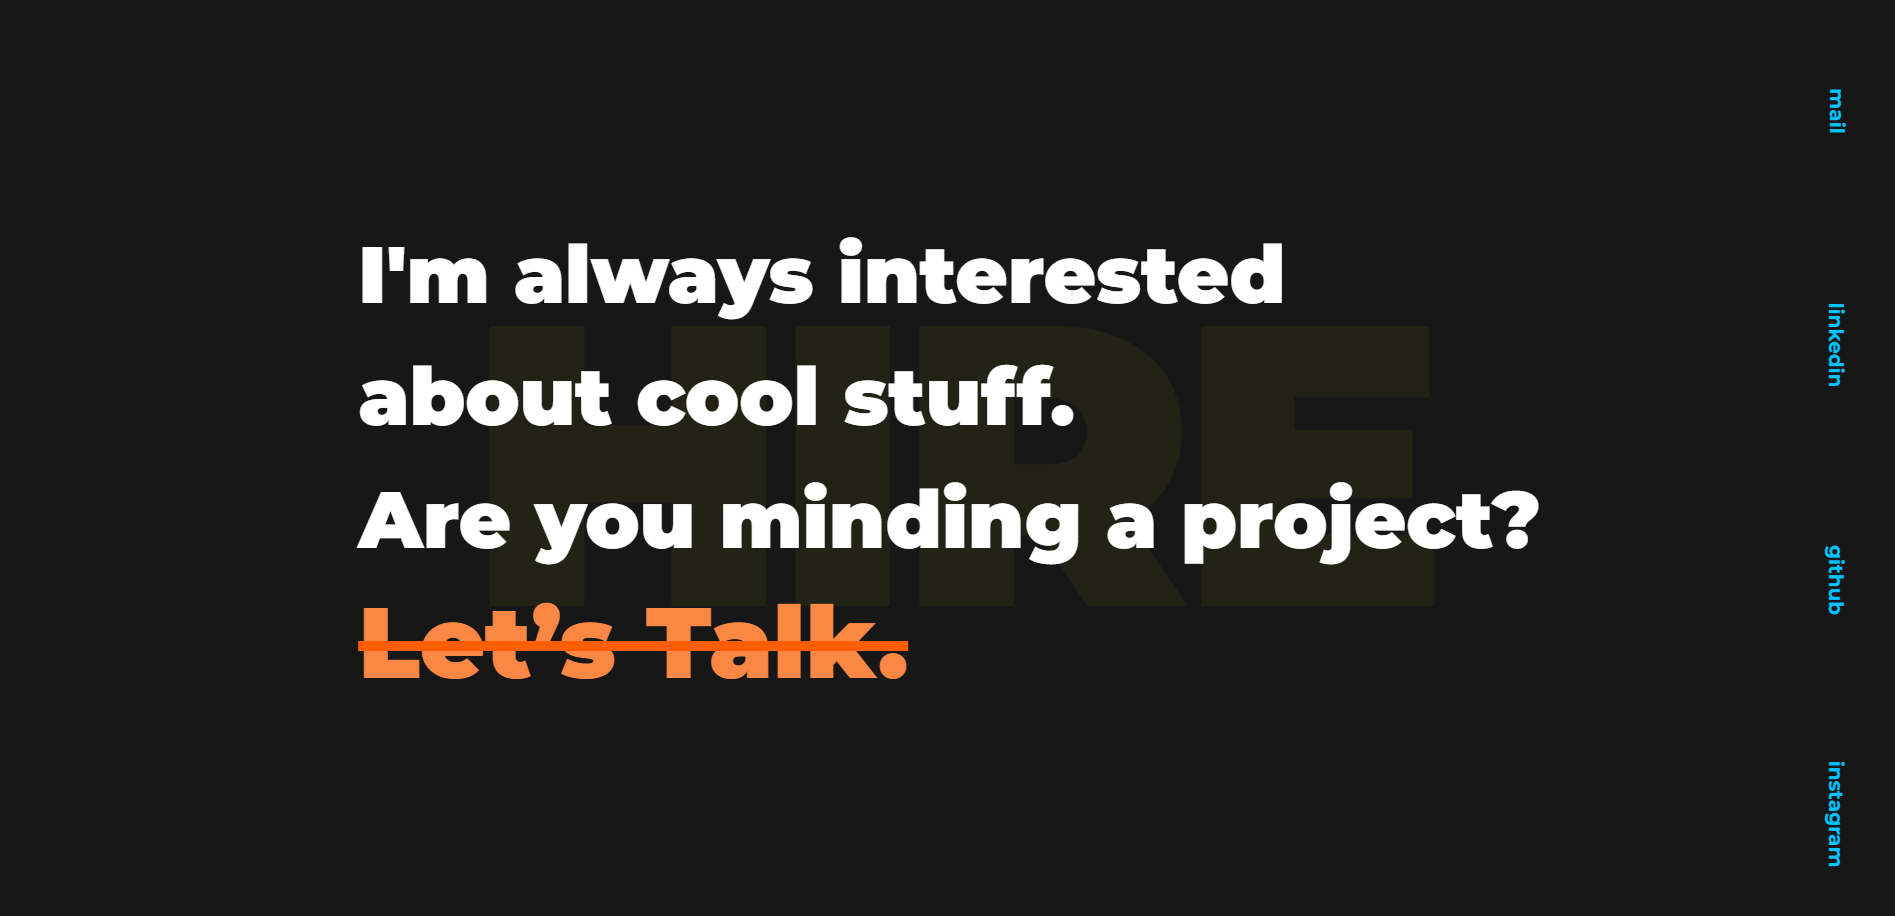 I'm always interested
about cool stuff.
Are you minding a project?
Let’s Talk.
HIRE
mail
linkedin
github
instagram